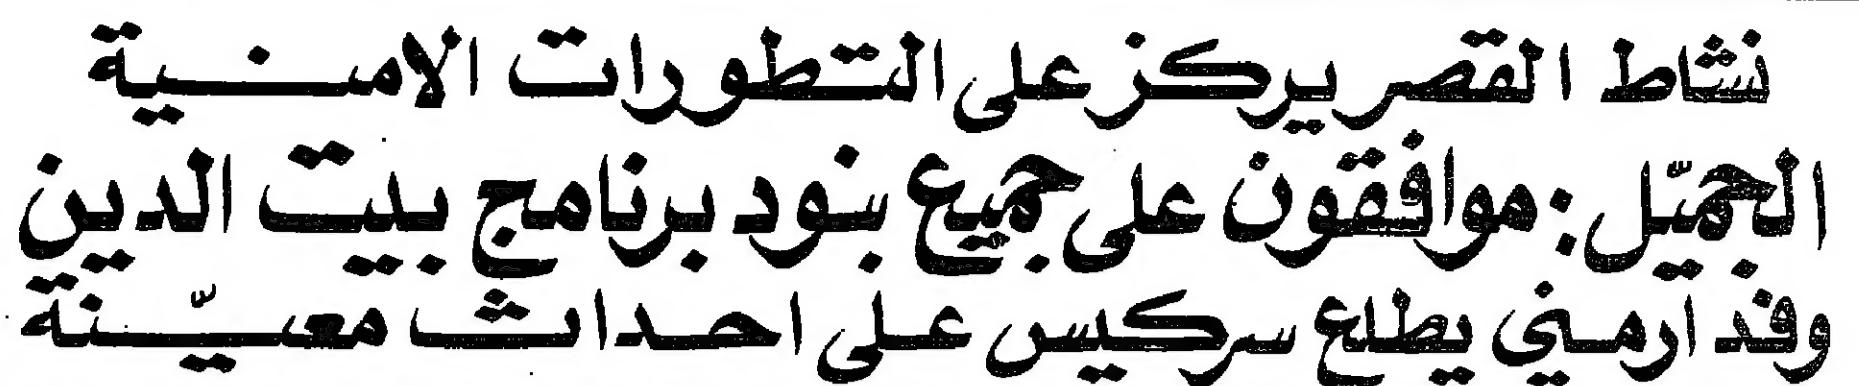 نشاط القصر يركز على التطورات الامنية
الجميّل: موافقون على جميع بنود برنامج بيت الدين
وفد ارمني يطلع سركيس على احداث معيّنة